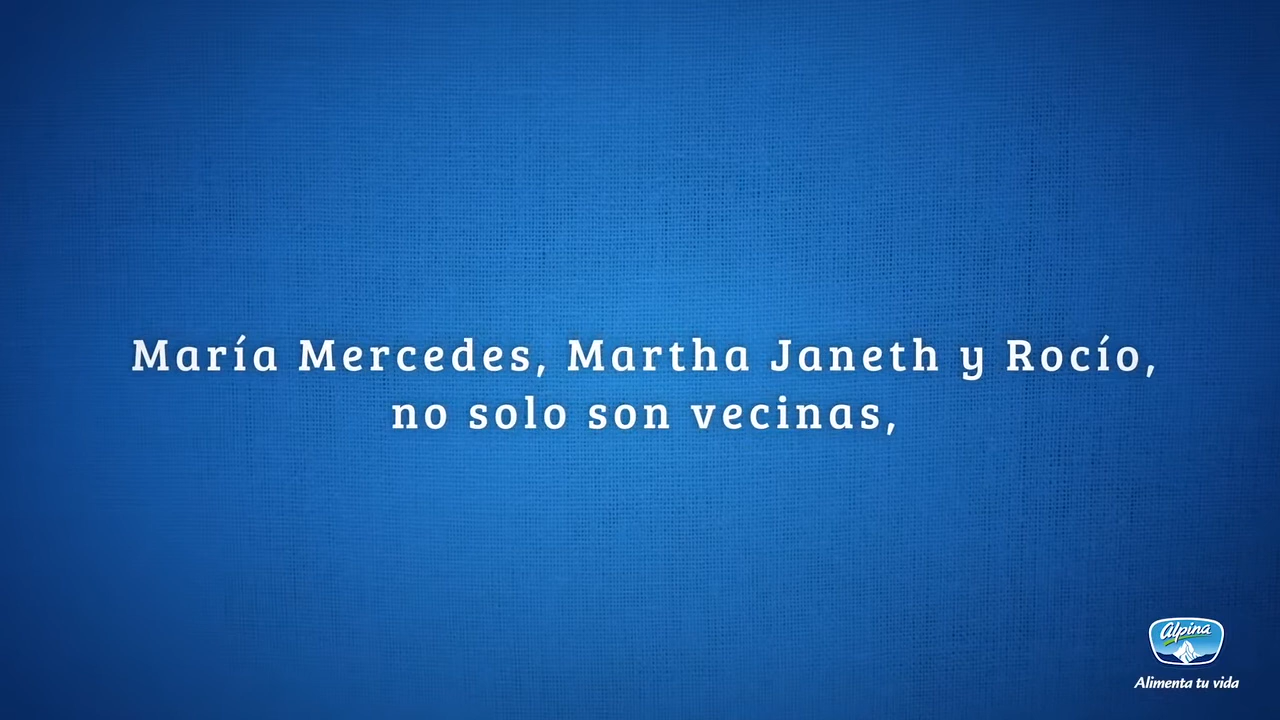 María Mercedes, Martha Janeth y Rocío,
no solo son vecinas,
Alpina
Alimenta tu vida